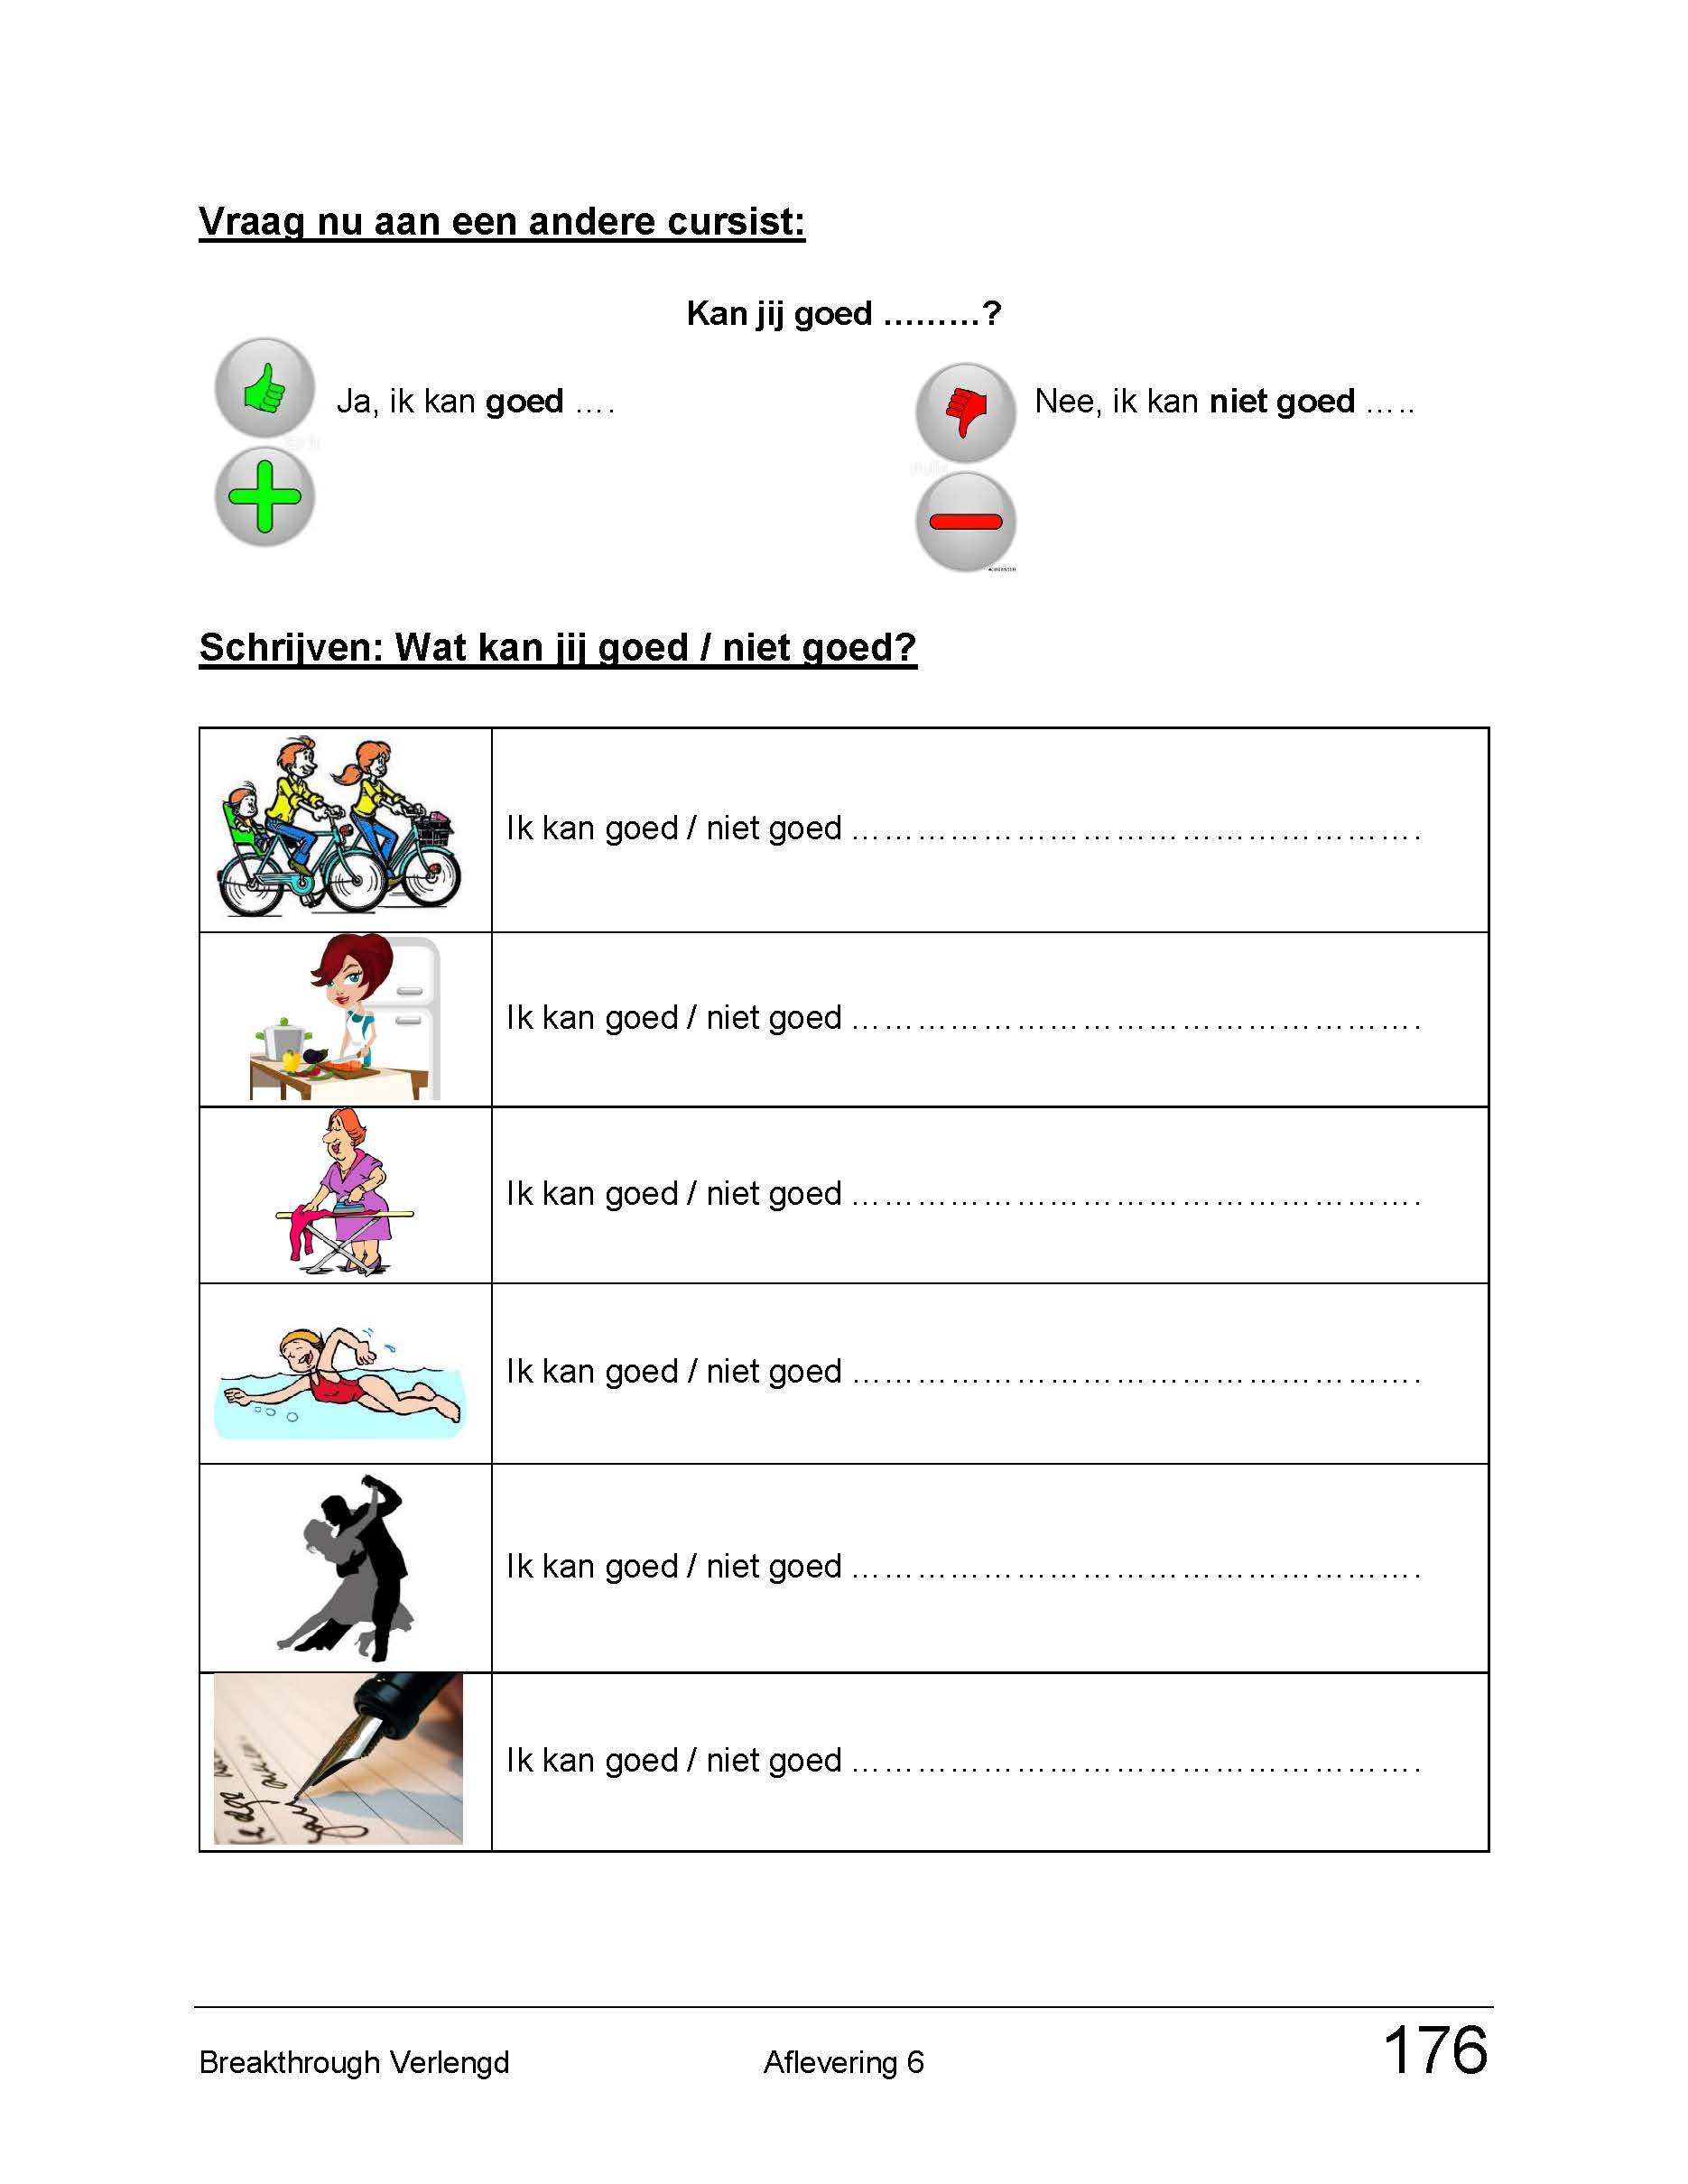 Vraag nu aan een andere cursist:
Kan jij goed ………?
Ja, ik kan goed ….
Nee, ik kan niet goed …..
Schrijven: Wat kan jij goed / niet goed?
Ik kan goed / niet goed …………………………………………….
Ik kan goed / niet goed …………………………………………….
Ik kan goed / niet goed …………………………………………….
Ik kan goed / niet goed …………………………………………….
Ik kan goed / niet goed …………………………………………….
Ik kan goed / niet goed …………………………………………….
Breakthrough Verlengd Aflevering 6 176